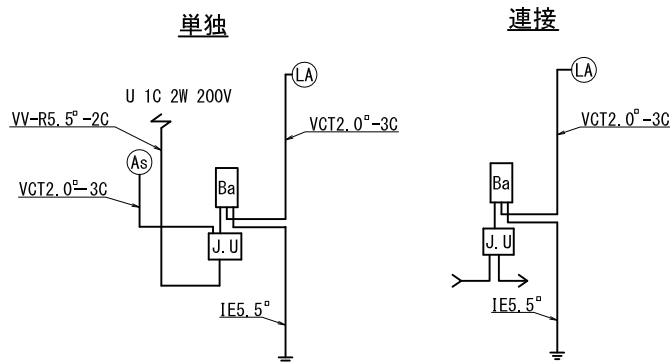 単独
連接
LA
LA
U 1C 2W 200V
VV-R5.5□-2C
VCT2.0□-3C
VCT2.0□-3C
As
Ba
Ba
VCT2.0□-3C
J.U
J.U
IE5.5□
IE5.5□